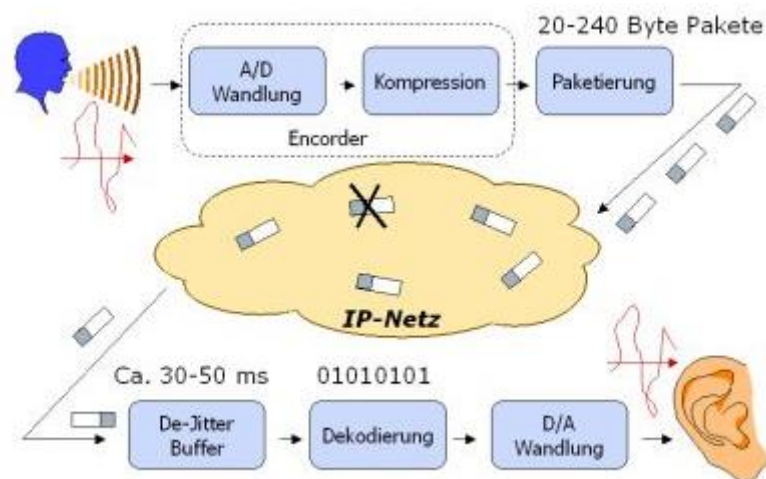 20-240 Byte Pakete
A/D
Wandlung
Kompression
Paketierung
Encorder
IP-Netz
Ca. 30-50 ms
01010101
De-Jitter
Buffer
Dekodierung
D/A
Wandlung